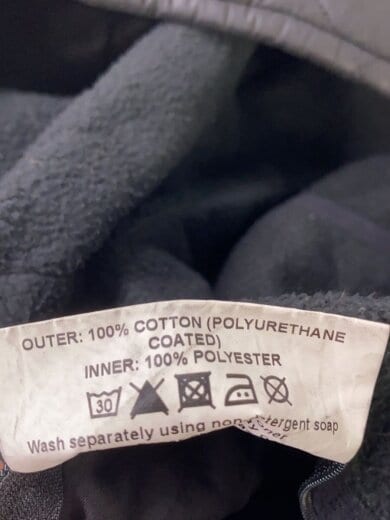 OUTER: 100% COTTON (POLYURETHANE
COATED)
INNER: 100% POLYESTER
30
Wash separately using non detergent soap